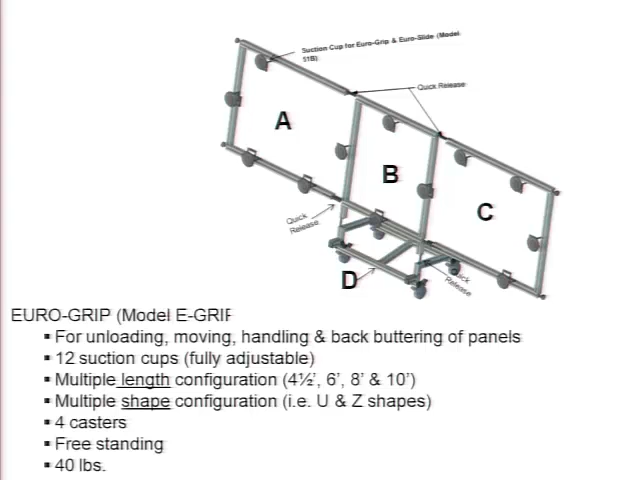 Suction Cup for Euro-Grip & Euro-Slide (Model
51B)
Quick Release
A
B
C
Quick
Release
Quick
Release
D
EURO-GRIP (Model E-GRIP
▪ For unloading, moving, handling & back buttering of panels
▪ 12 suction cups (fully adjustable)
▪ Multiple length configuration (4½’, 6’, 8’ & 10’)
▪ Multiple shape configuration (i.e. U & Z shapes)
▪ 4 casters
▪ Free standing
▪ 40 lbs.